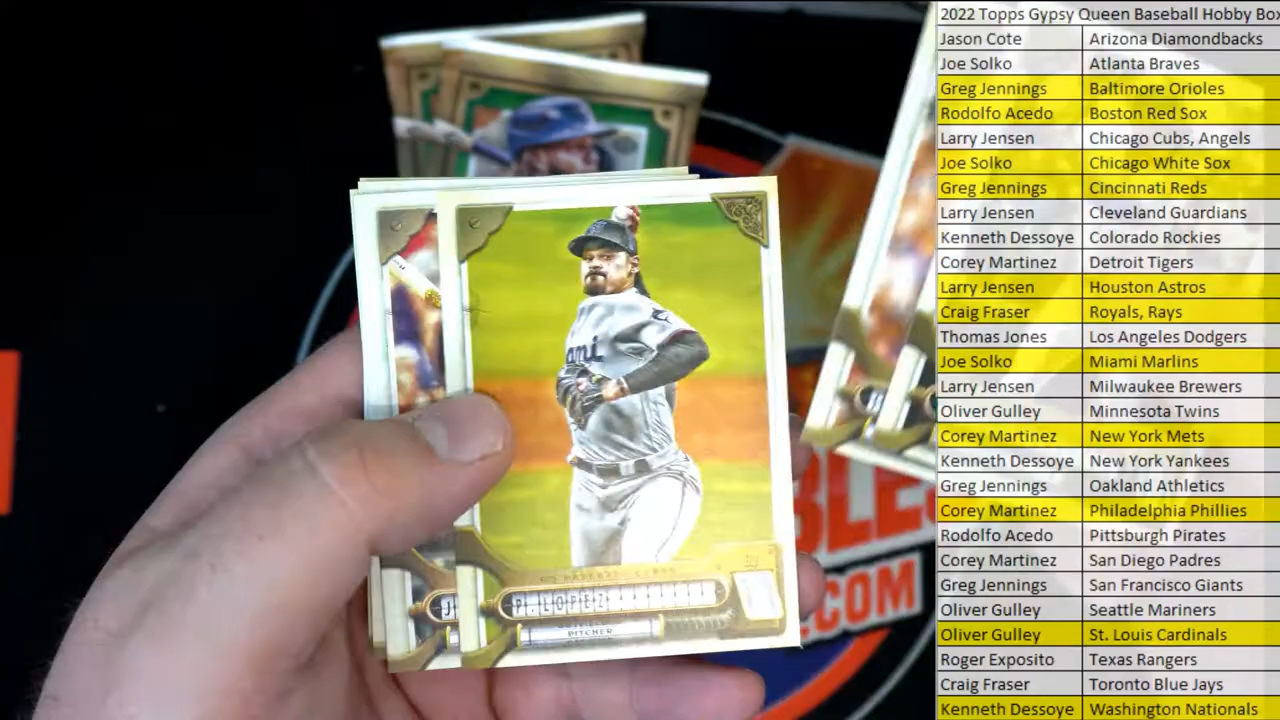 2022 Topps Gypsy Queen Baseball Hobby Box
Jason Cote Arizona Diamondbacks
Joe Solko Atlanta Braves
Greg Jennings Baltimore Orioles
Rodolfo Acedo Boston Red Sox
Larry Jensen Chicago Cubs, Angels
Joe Solko Chicago White Sox
Greg Jennings Cincinnati Reds
Larry Jensen Cleveland Guardians
Kenneth Dessoye Colorado Rockies
Corey Martinez Detroit Tigers
Larry Jensen Houston Astros
Craig Fraser Royals, Rays
Thomas Jones Los Angeles Dodgers
Joe Solko Miami Marlins
Larry Jensen Milwaukee Brewers
Oliver Gulley Minnesota Twins
Corey Martinez New York Mets
Kenneth Dessoye New York Yankees
Greg Jennings Oakland Athletics
Corey Martinez Philadelphia Phillies
Rodolfo Acedo Pittsburgh Pirates
Corey Martinez San Diego Padres
Greg Jennings San Francisco Giants
Oliver Gulley Seattle Mariners
Oliver Gulley St. Louis Cardinals
Roger Exposito Texas Rangers
Craig Fraser Toronto Blue Jays
Kenneth Dessoye Washington Nationals
ami
BASEBALL CARDS
J
P.LOPEZ
PITCHER
BLE
.COM